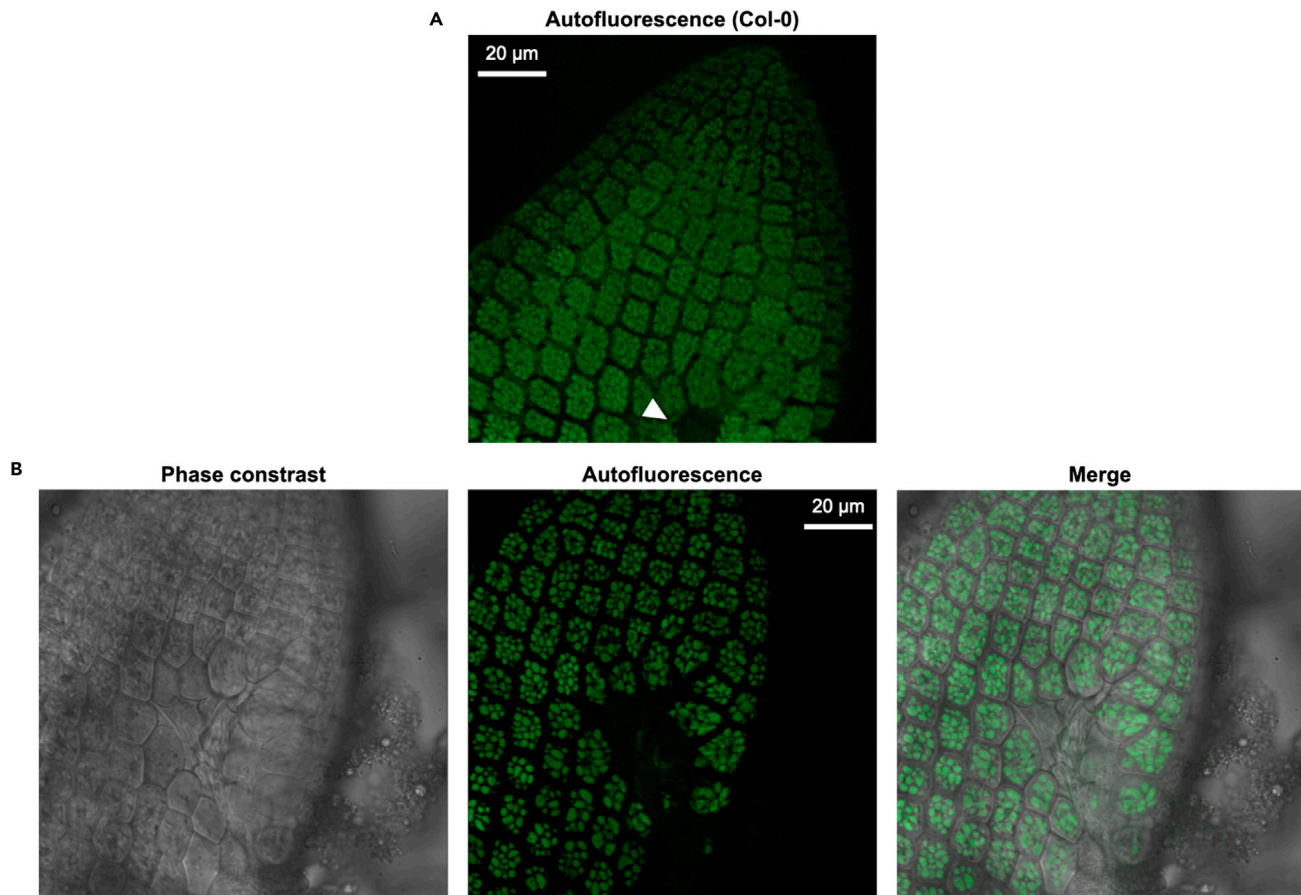 A
Autofluorescence (Col-0)
20 µm
B
Phase constrast
Autofluorescence
Merge
20 µm